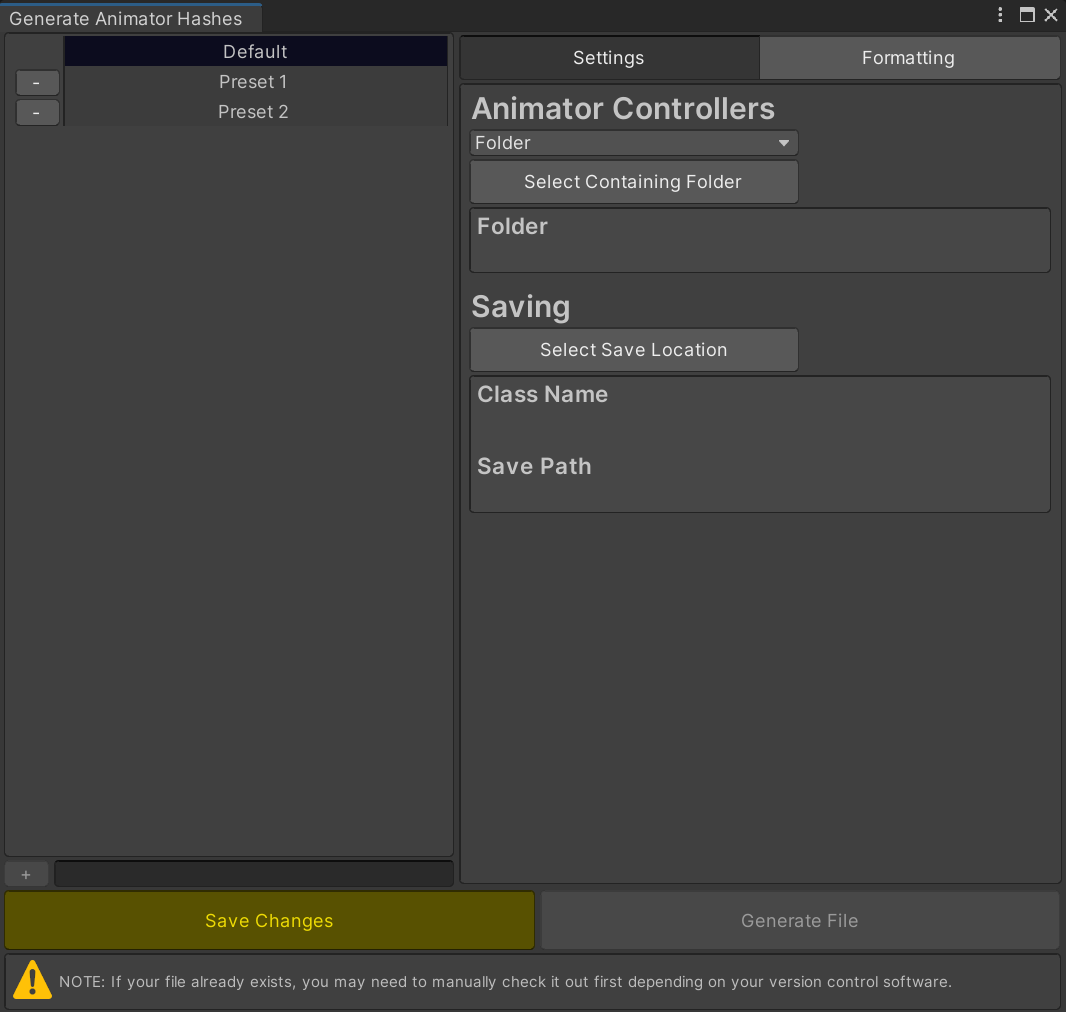 Generate Animator Hashes
Default
-
Preset 1
-
Preset 2
+
Settings
Formatting
Animator Controllers
Folder
Select Containing Folder
Folder
Saving
Select Save Location
Class Name
Save Path
Save Changes
Generate File
NOTE: If your file already exists, you may need to manually check it out first depending on your version control software.